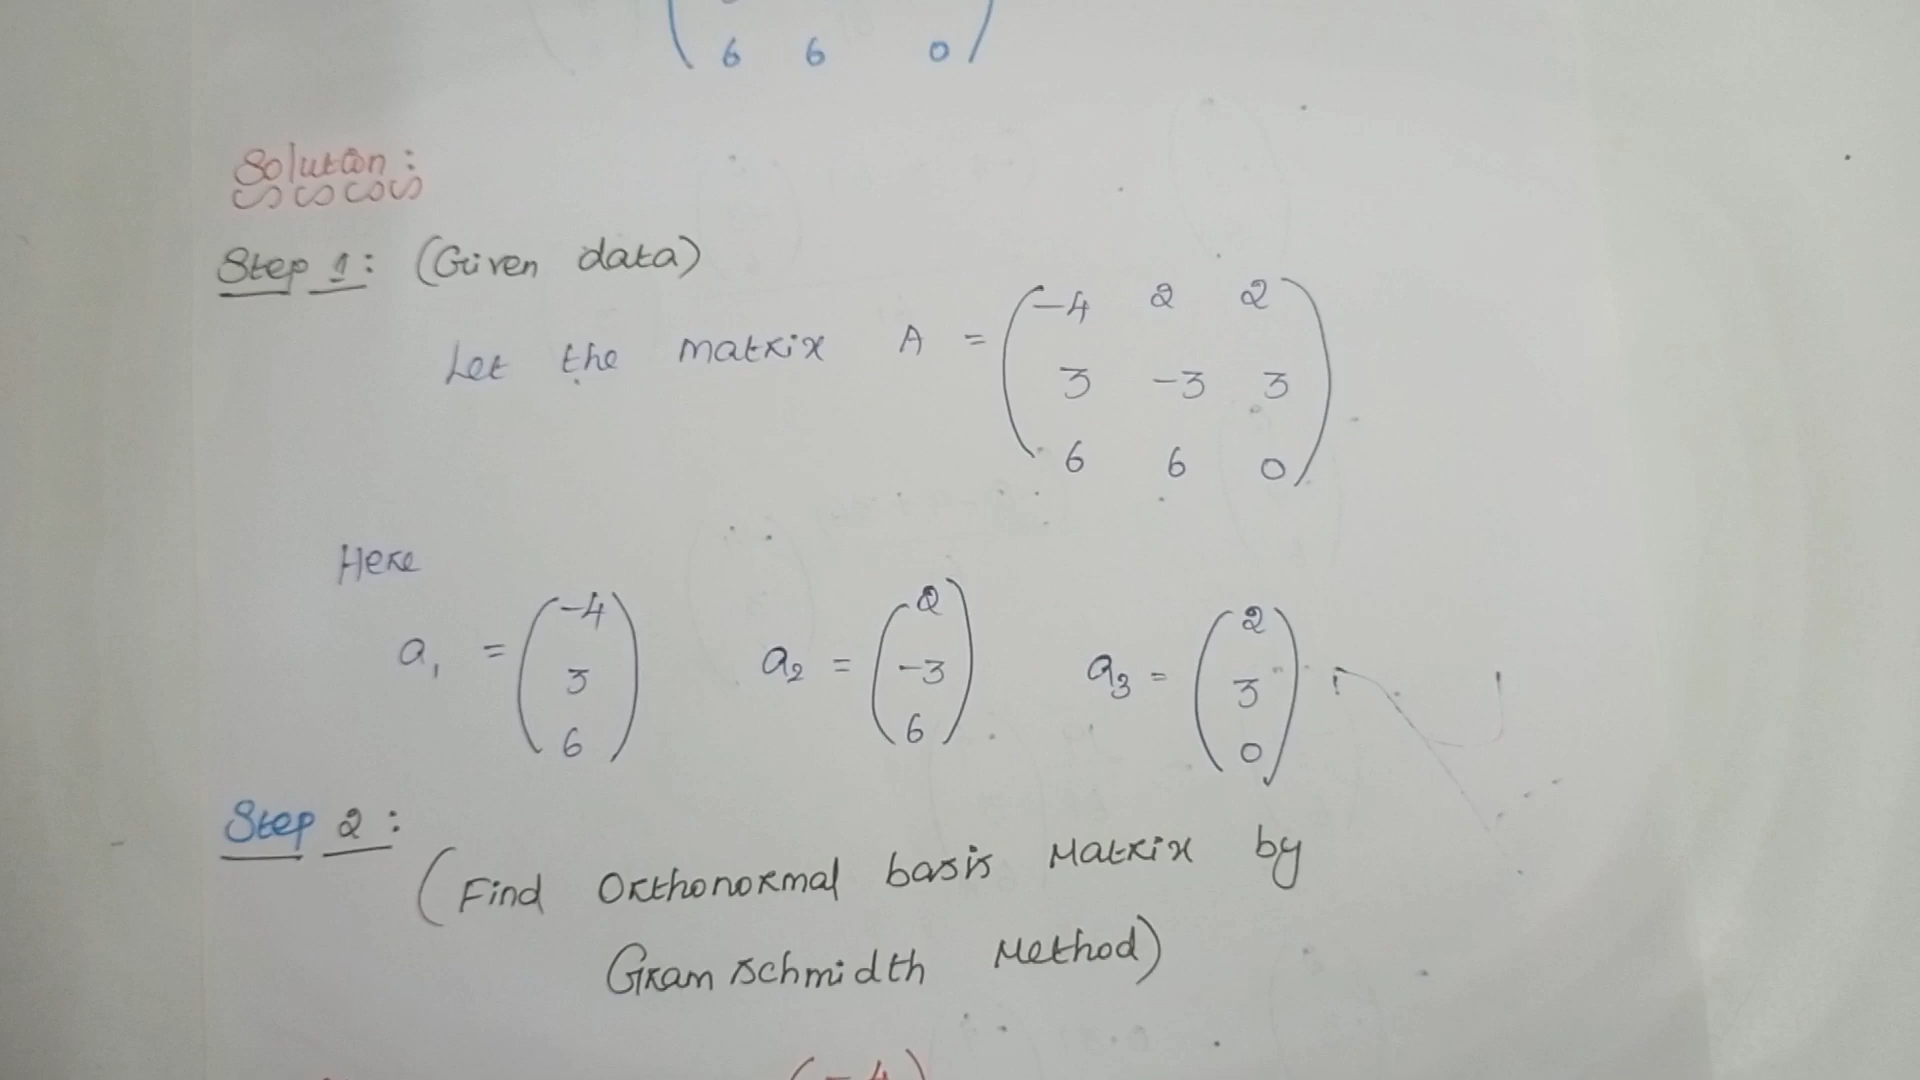 6 6 0
Solution:
Step 1: (Given data)
Let the matrix A = (-4 2 2
3 -3 3
6 6 0)
Here
a1 = (-4 3 6) a2 = (2 -3 6) a3 = (2 3 0)
Step 2:
(Find Orthonormal basis Matrix by
Gram schmidth Method)
(-4)